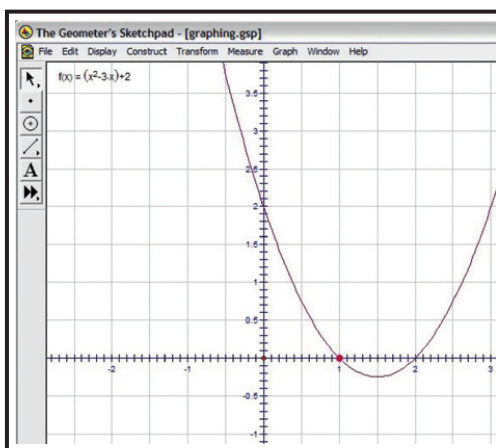 The Geometer's Sketchpad - [graphing.gsp]
File Edit Display Construct Transform Measure Graph Window Help
f(x) = (x²-3·x)+2
A
3.5
3
2.5
2
1.5
1
0.5
-2 -1 1 2 3
-0.5
-1